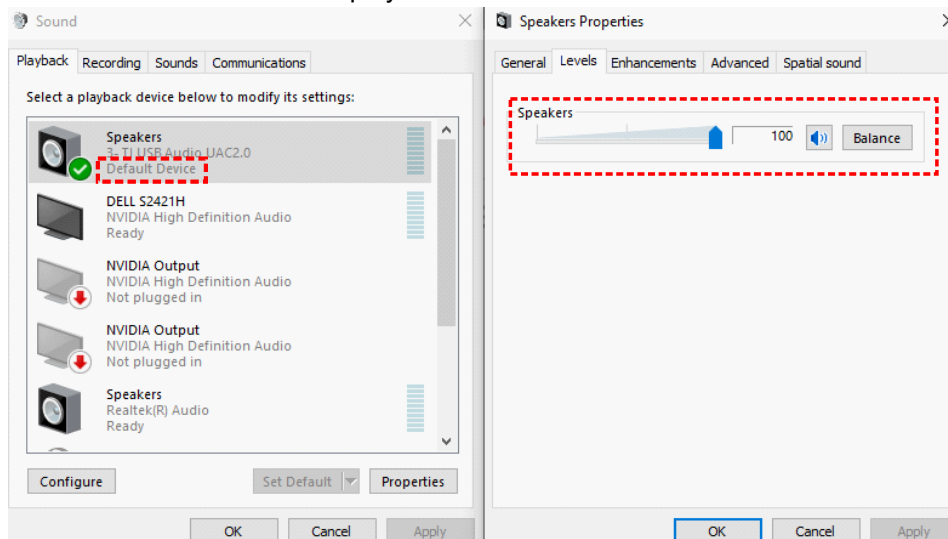 Sound
Playback Recording Sounds Communications
Select a playback device below to modify its settings:
Speakers
3- TI USB Audio UAC2.0
Default Device
DELL S2421H
NVIDIA High Definition Audio
Ready
NVIDIA Output
NVIDIA High Definition Audio
Not plugged in
NVIDIA Output
NVIDIA High Definition Audio
Not plugged in
Speakers
Realtek(R) Audio
Ready
Configure Set Default Properties
OK Cancel Apply
Speakers Properties
General Levels Enhancements Advanced Spatial sound
Speakers
100 Balance
OK Cancel Apply